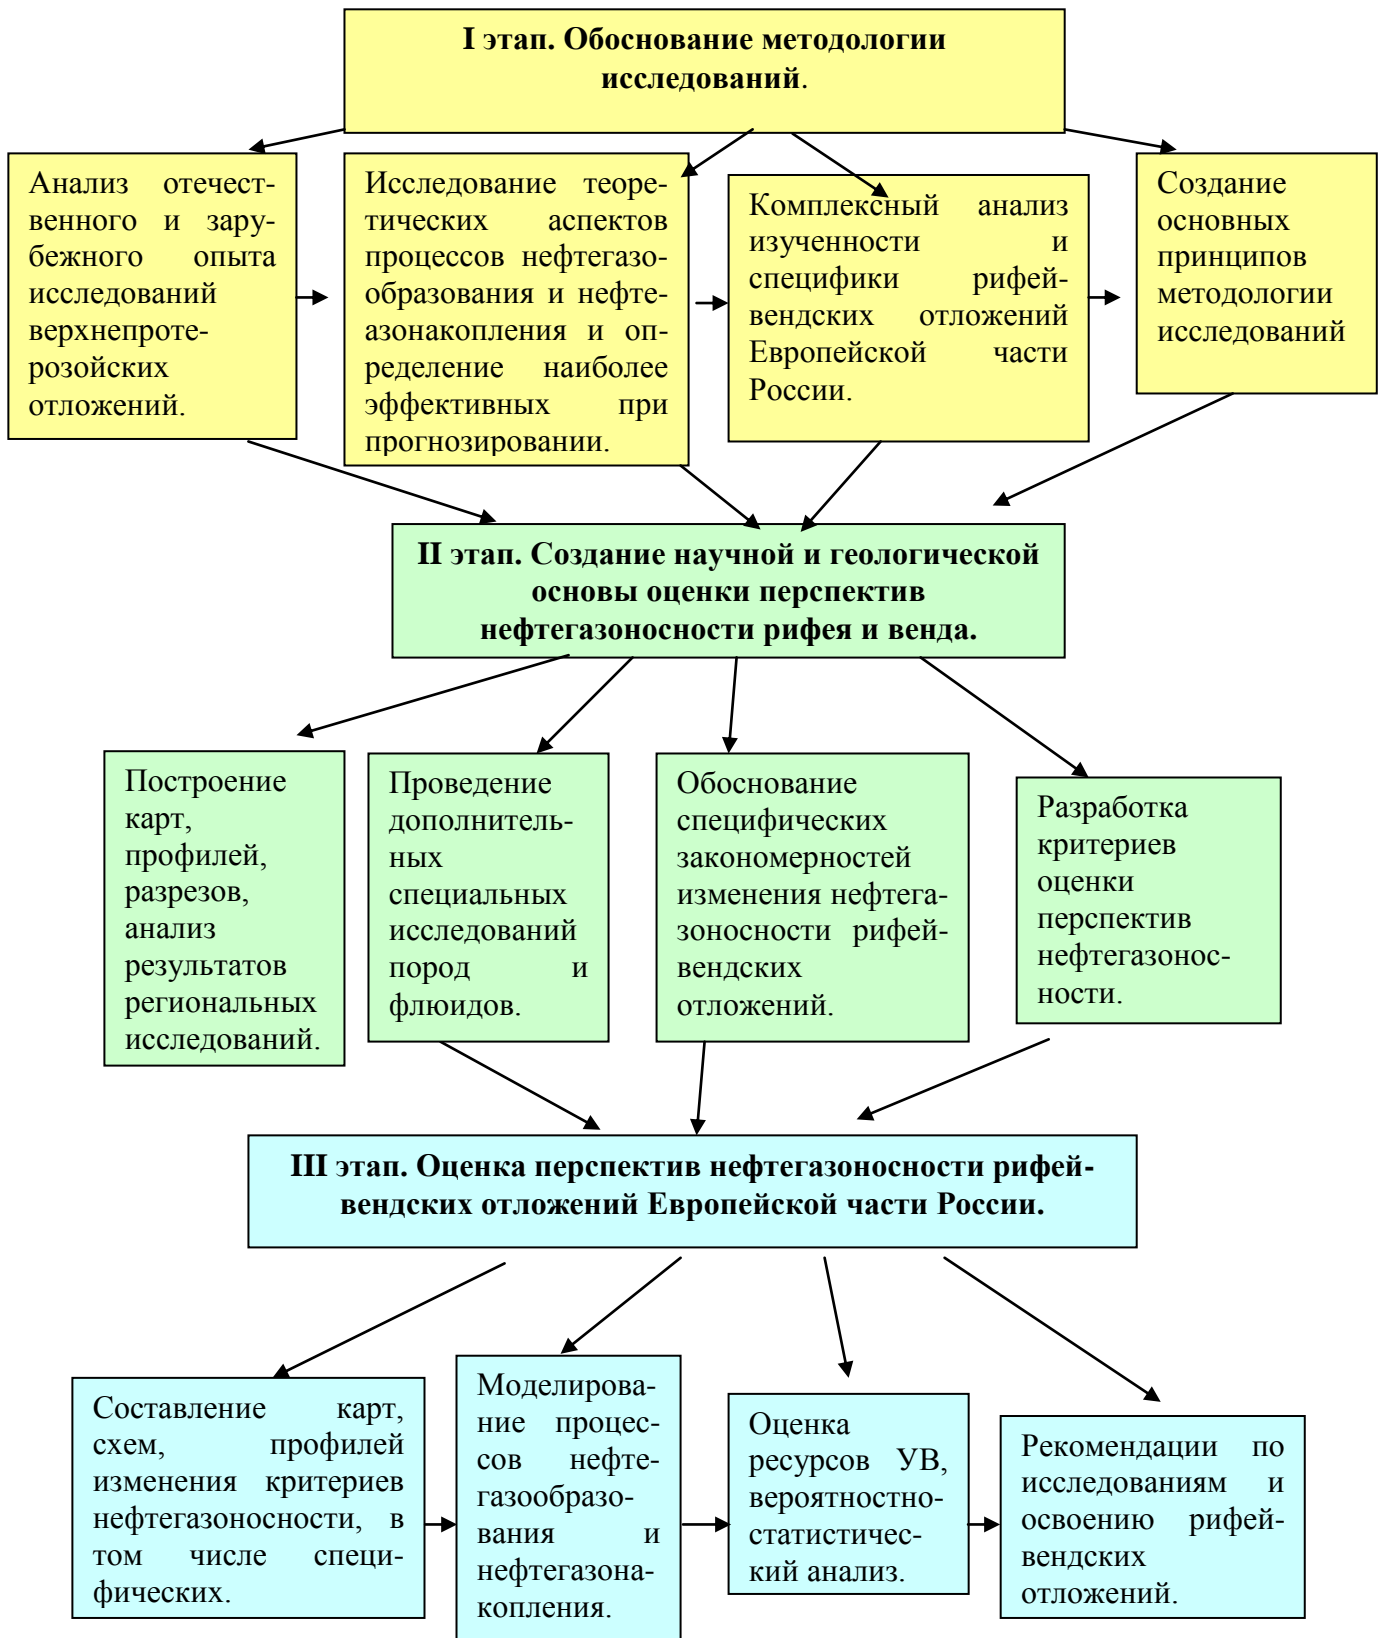 I этап. Обоснование методологии
исследований.
Анализ отечест-
венного и зару-
бежного опыта
исследований
верхнепроте-
розойских
отложений.
Исследование теоре-
тических аспектов
процессов нефтегазо-
образования и нефте-
азонакопления и оп-
ределение наиболее
эффективных при
прогнозировании.
Комплексный анализ
изученности и
специфики рифей-
вендских отложений
Европейской части
России.
Создание
основных
принципов
методологии
исследований
II этап. Создание научной и геологической
основы оценки перспектив
нефтегазоносности рифея и венда.
Построение
карт,
профилей,
разрезов,
анализ
результатов
региональных
исследований.
Проведение
дополнитель-
ных
специальных
исследований
пород и
флюидов.
Обоснование
специфических
закономерностей
изменения нефтега-
зоносности рифей-
вендских
отложений.
Разработка
критериев
оценки
перспектив
нефтегазонос-
ности.
III этап. Оценка перспектив нефтегазоносности рифей-
вендских отложений Европейской части России.
Составление карт,
схем, профилей
изменения критериев
нефтегазоносности, в
том числе специ-
фических.
Моделирова-
ние процес-
сов нефте-
газообразо-
вания и
нефтегазона-
копления.
Оценка
ресурсов УВ,
вероятностно-
статистичес-
кий анализ.
Рекомендации по
исследованиям и
освоению рифей-
вендских
отложений.